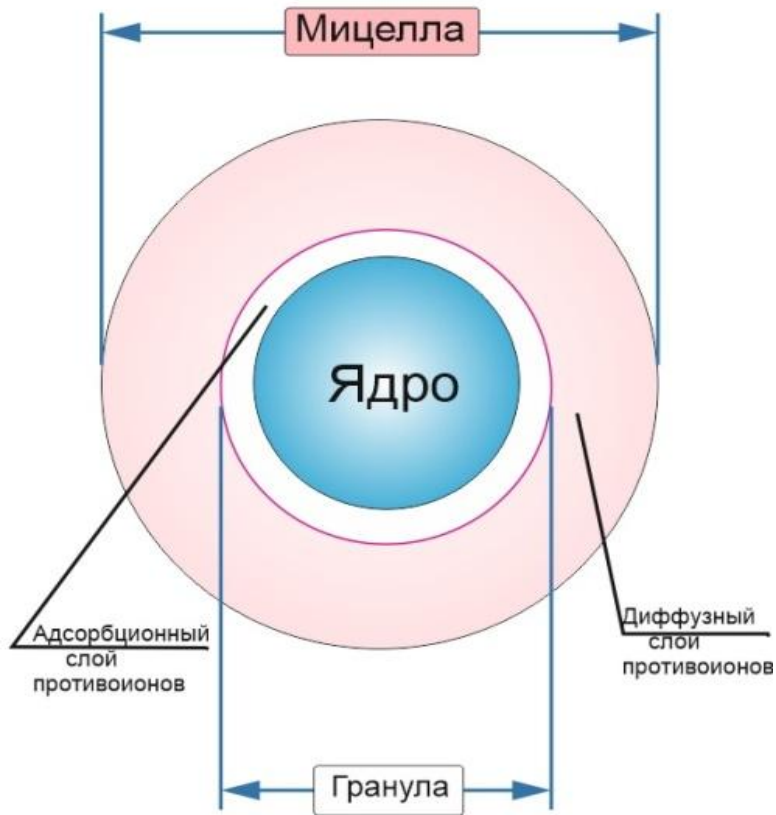 Мицелла
Ядро
Адсорбционный
слой
противоионов
Диффузный
слой
противоионов
Гранула